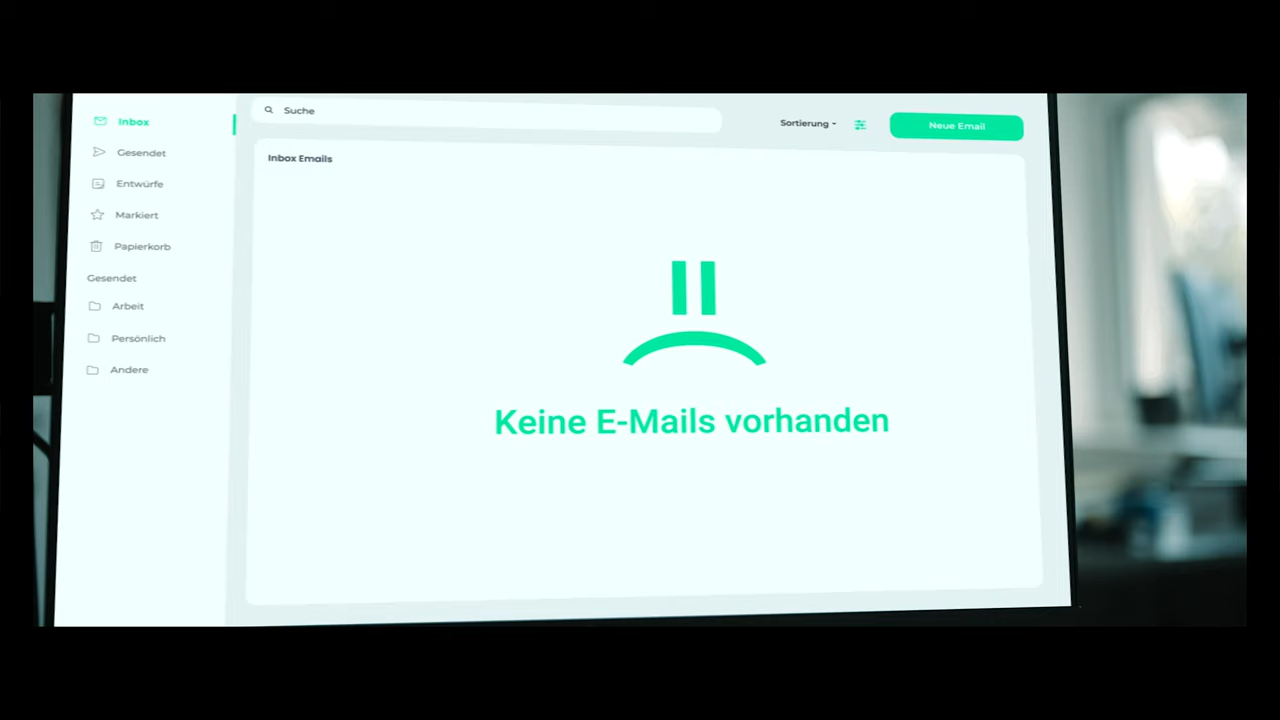 Inbox
Gesendet
Entwürfe
Markiert
Papierkorb
Gesendet
Arbeit
Persönlich
Andere
Suche
Sortierung
Neue Email
Inbox Emails
Keine E-Mails vorhanden